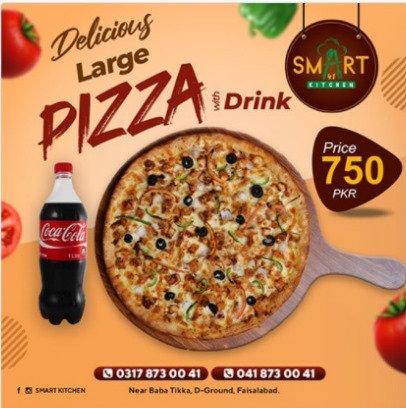 Delicious
Large
PIZZA with Drink
SMART
KITCHEN
Price
750
PKR
Coca-Cola
0317 873 00 41
041 873 00 41
SMART KITCHEN
Near Baba Tikka, D-Ground, Faisalabad.